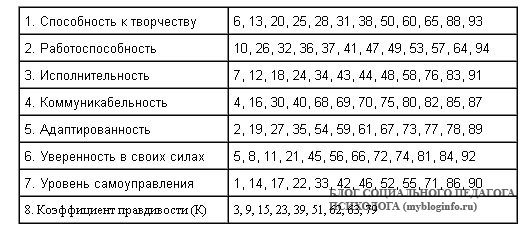 1. Способность к творчеству 6, 13, 20, 25, 28, 31, 38, 50, 60, 65, 88, 93
2. Работоспособность 10, 26, 32, 36, 37, 41, 47, 49, 53, 57, 64, 94
3. Исполнительность 7, 12, 18, 24, 34, 43, 44, 48, 58, 76, 83, 91
4. Коммуникабельность 4, 16, 30, 40, 68, 69, 70, 75, 80, 82, 85, 87
5. Адаптированность 2, 19, 27, 35, 54, 59, 61, 67, 73, 77, 78, 89
6. Уверенность в своих силах 5, 8, 11, 21, 45, 56, 66, 72, 74, 81, 84, 92
7. Уровень самоуправления 1, 14, 17, 22, 33, 42, 46, 52, 55, 71, 86, 90
БЛОГ СОЦИАЛЬНОГО ПЕДАГОГА
8. Коэффициент правдивости (К) 3, 9, 15, 23, 39, 51, 62, 63, 79
ПСИХОЛОГА (mybloginfo.ru)